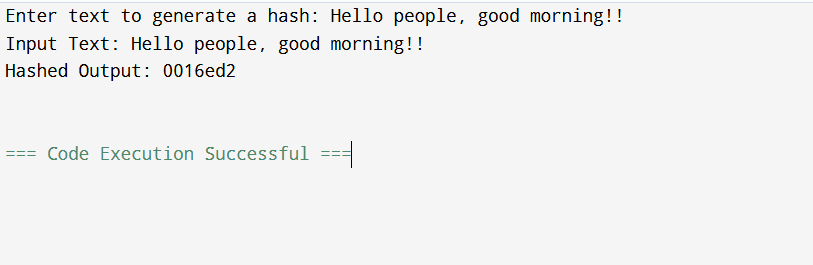 Enter text to generate a hash: Hello people, good morning!!
Input Text: Hello people, good morning!!
Hashed Output: 0016ed2
=== Code Execution Successful ===